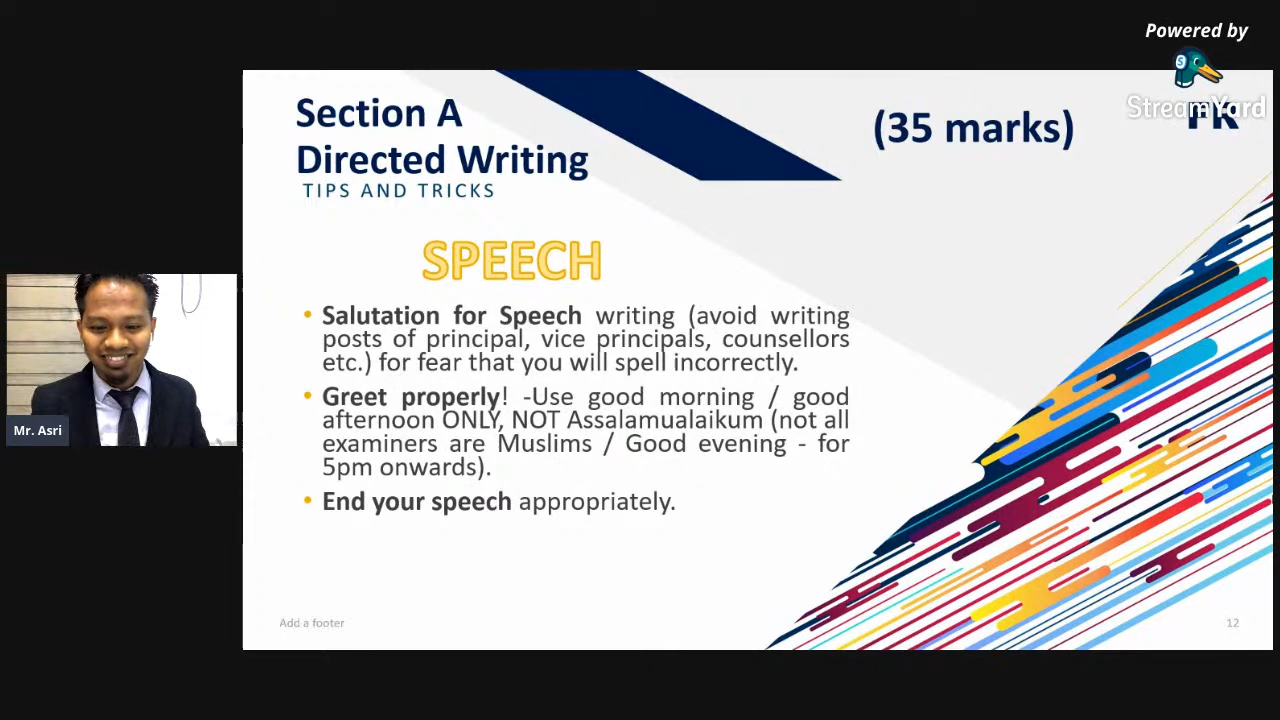 Powered by
StreamYard
Section A
Directed Writing
TIPS AND TRICKS
(35 marks)
SPEECH
• Salutation for Speech writing (avoid writing
posts of principal, vice principals, counsellors
etc.) for fear that you will spell incorrectly.
• Greet properly! -Use good morning / good
afternoon ONLY, NOT Assalamualaikum (not all
examiners are Muslims / Good evening - for
5pm onwards).
• End your speech appropriately.
Mr. Asri
Add a footer
12